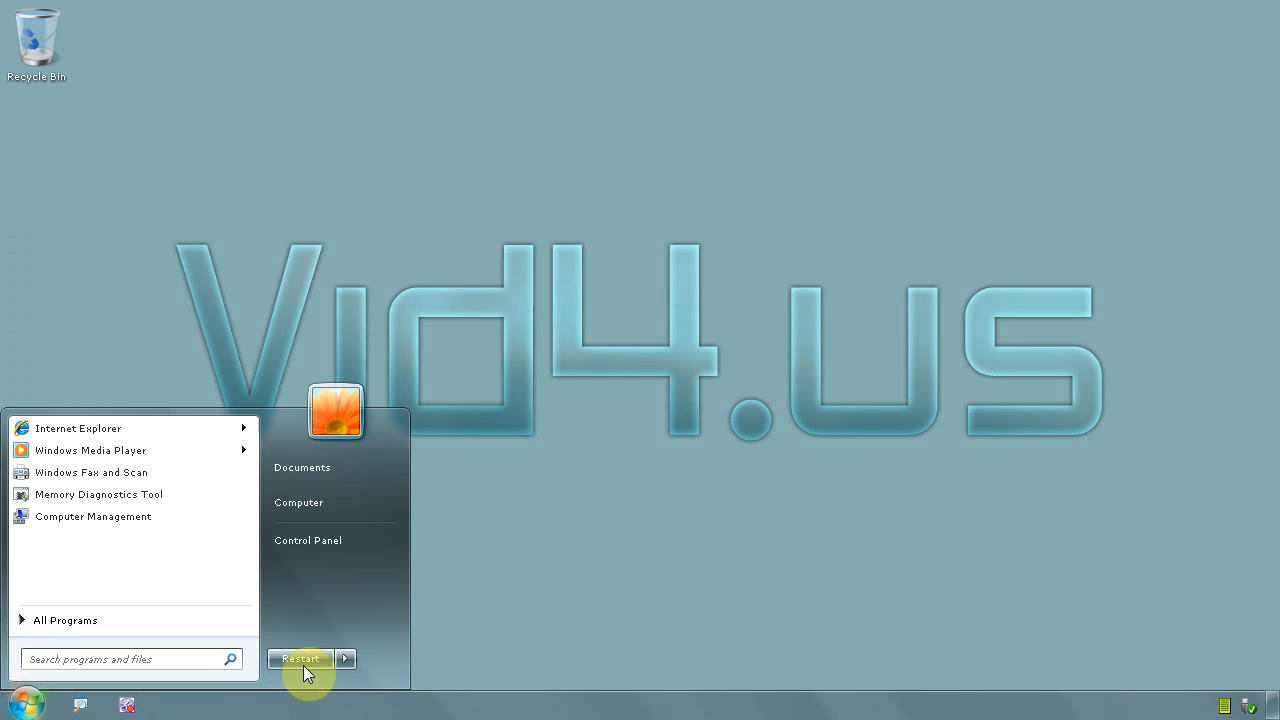 Recycle Bin
Vid4.us
Internet Explorer
Windows Media Player
Windows Fax and Scan
Memory Diagnostics Tool
Computer Management
All Programs
Search programs and files
Documents
Computer
Control Panel
Restart